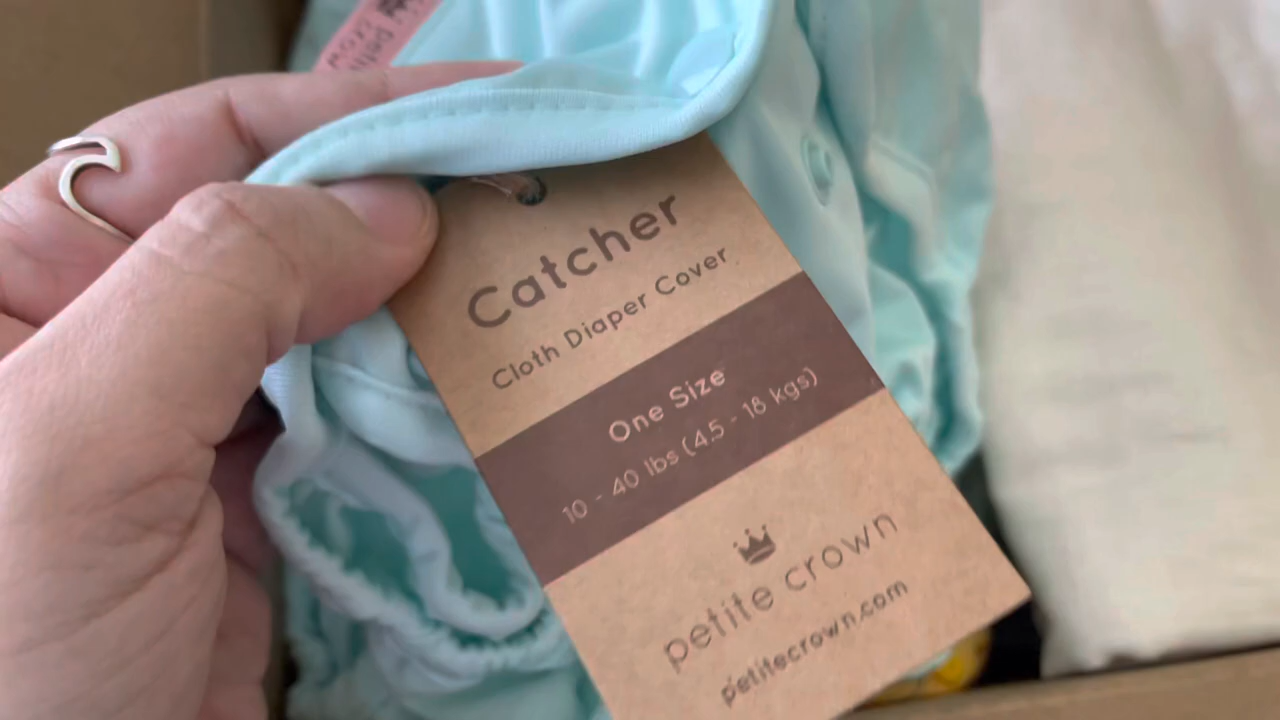 Catcher
Cloth Diaper Cover
One Size
10 - 40 lbs (4.5 - 18 kgs)
petite crown
petitecrown.com